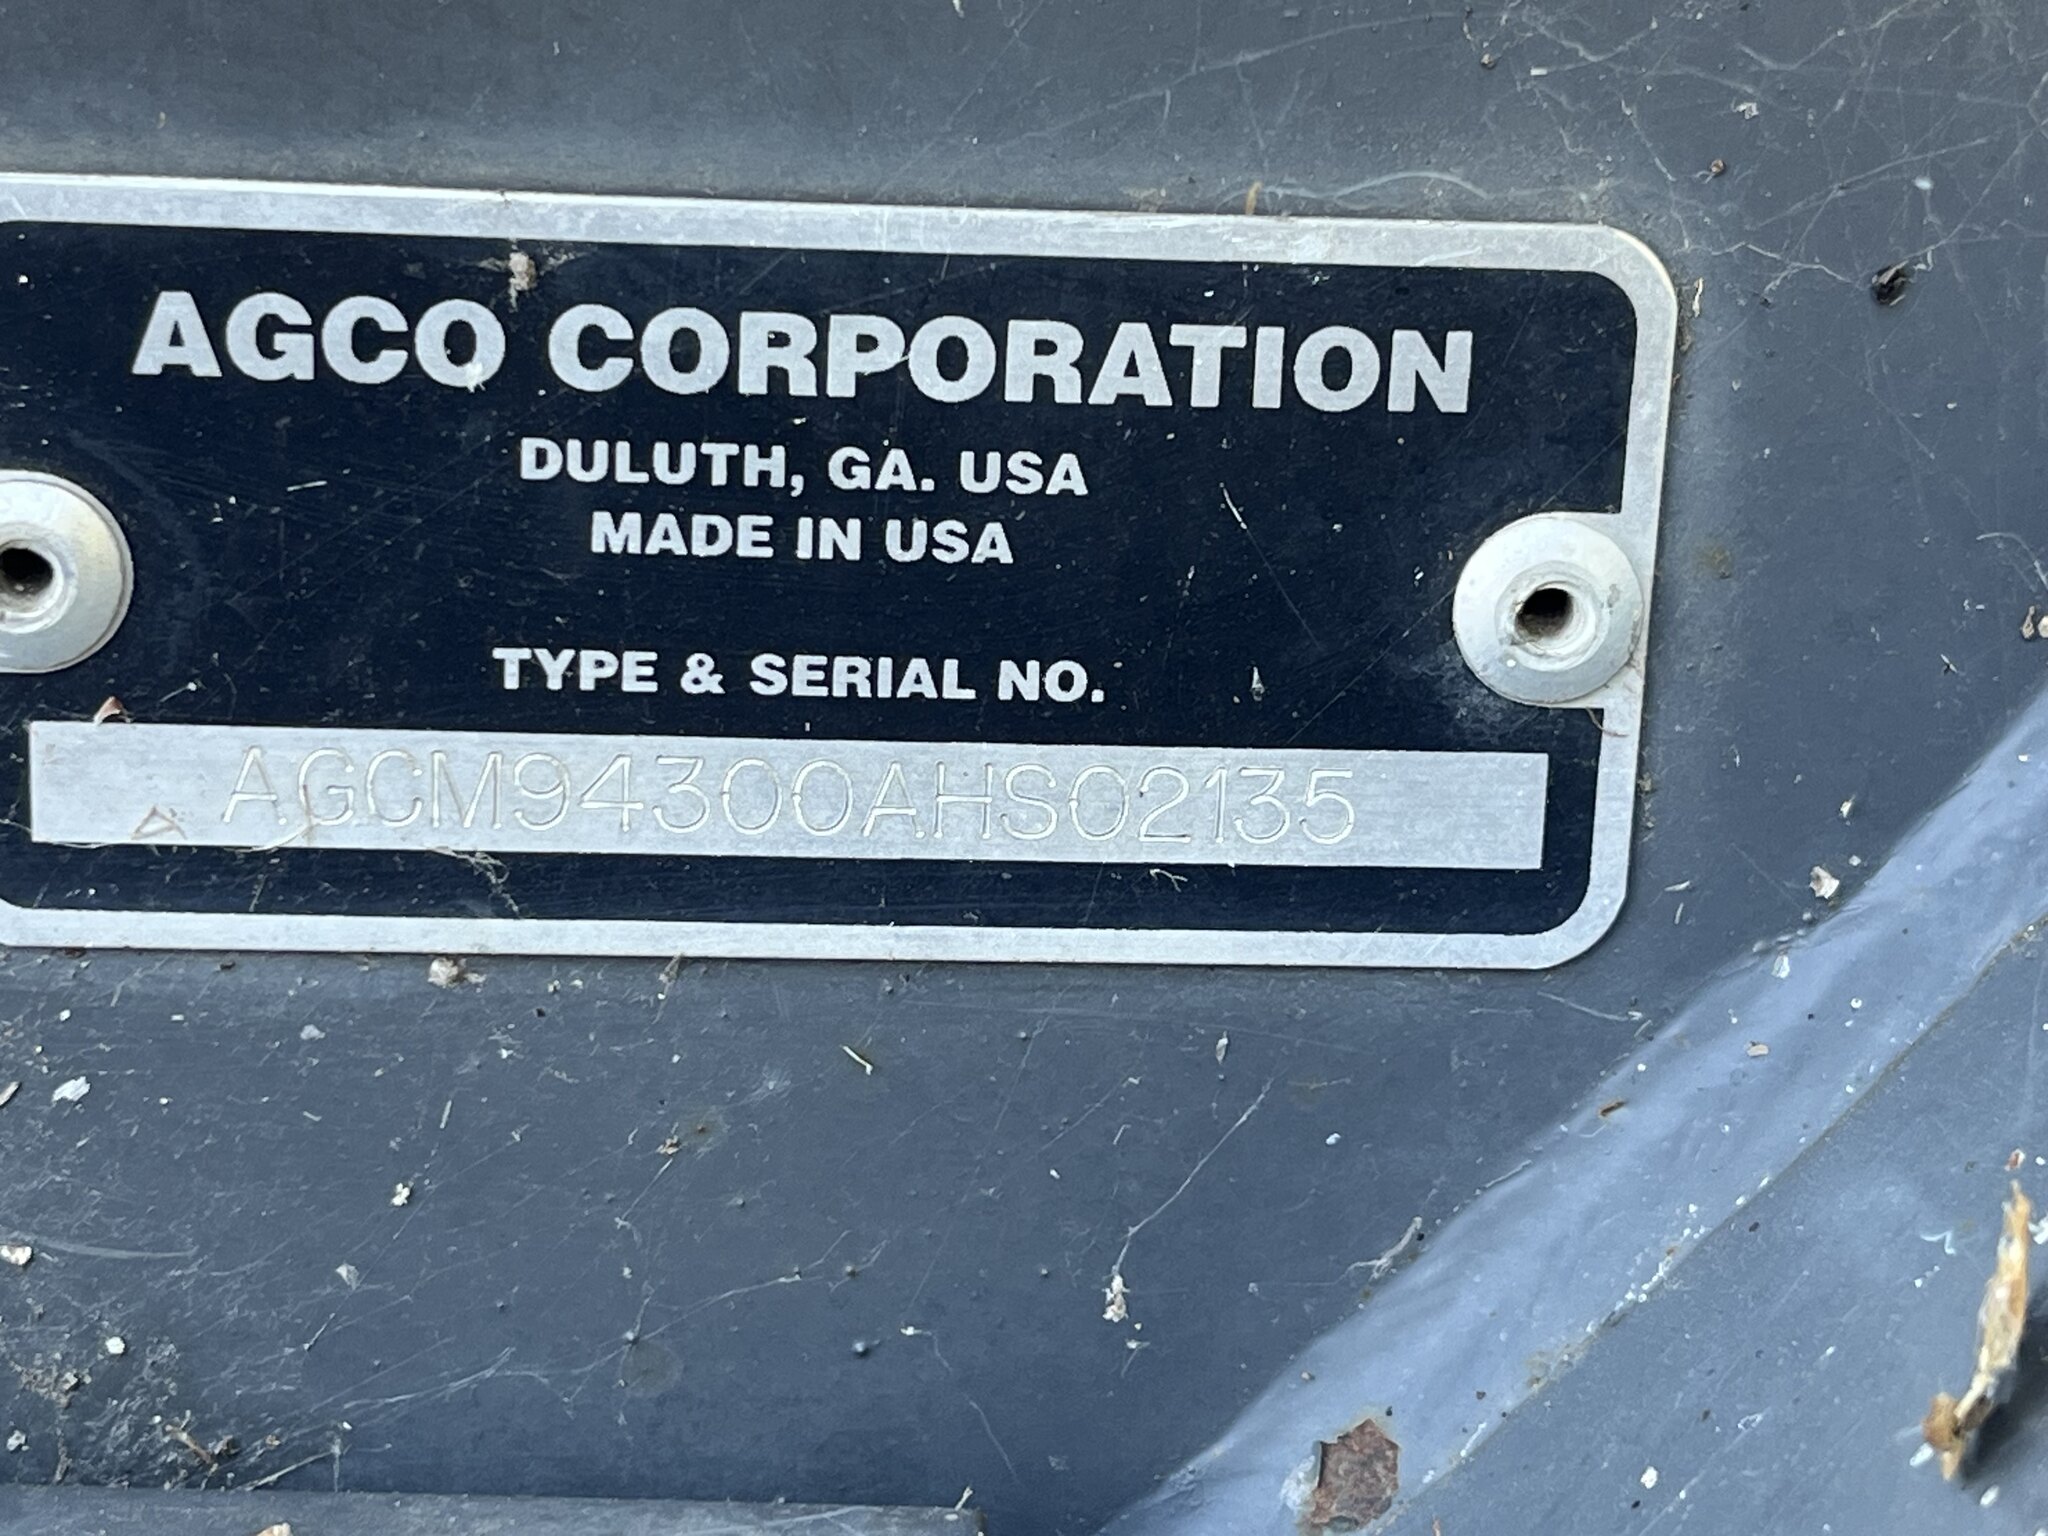 AGCO CORPORATION
DULUTH, GA. USA
MADE IN USA
TYPE & SERIAL NO.
AGCM94300AHS02135